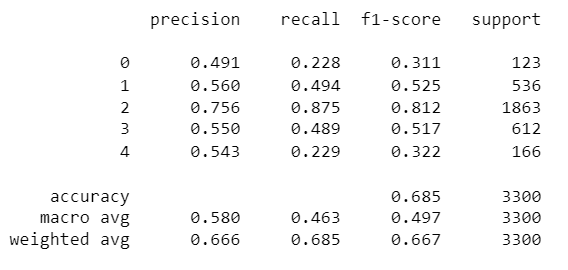 precision recall f1-score support
0 0.491 0.228 0.311 123
1 0.560 0.494 0.525 536
2 0.756 0.875 0.812 1863
3 0.550 0.489 0.517 612
4 0.543 0.229 0.322 166
accuracy 0.685 3300
macro avg 0.580 0.463 0.497 3300
weighted avg 0.666 0.685 0.667 3300